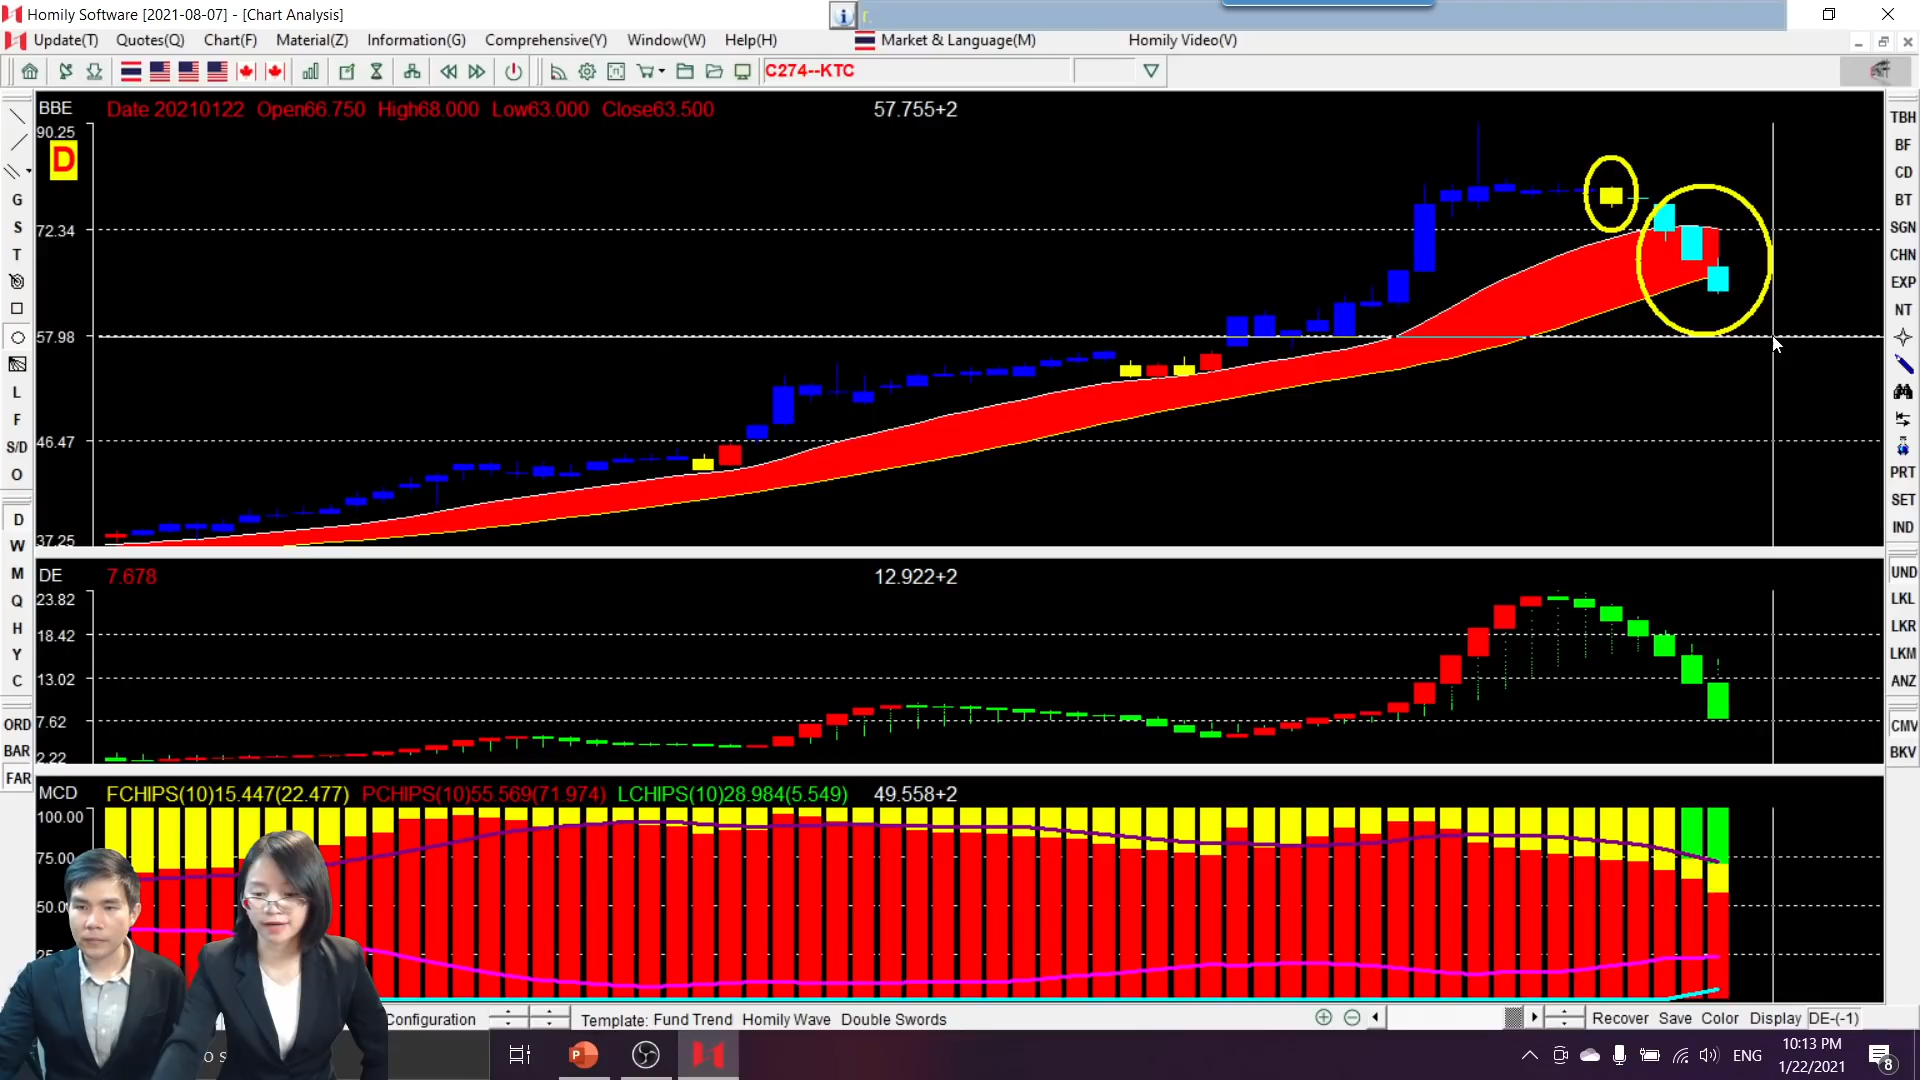 Homily Software [2021-08-07] - [Chart Analysis]
Update(T) Quotes(Q) Chart(F) Material(Z) Information(G) Comprehensive(Y) Window(W) Help(H) Market & Language(M) Homily Video(V)
C274--KTC
BBE Date 20210122 Open66.750 High68.000 Low63.000 Close63.500 57.755+2
90.25
D
72.34
57.98
46.47
37.25
DE 7.678 12.922+2
23.82
18.42
13.02
7.62
2.22
MCD FCHIPS(10)15.447(22.477) PCHIPS(10)55.569(71.974) LCHIPS(10)28.984(5.549) 49.558+2
100.00
75.00
G
S
T
L
F
S/D
O
D
W
M
Q
H
Y
C
ORD
BAR
FAR
TBH
BF
CD
BT
SGN
CHN
EXP
NT
PRT
SET
IND
UND
LKL
LKR
LKM
ANZ
CMV
BKV
Configuration Template: Fund Trend Homily Wave Double Swords Recover Save Color Display DE-(-1)
P ENG 10:13 PM
1/22/2021
8